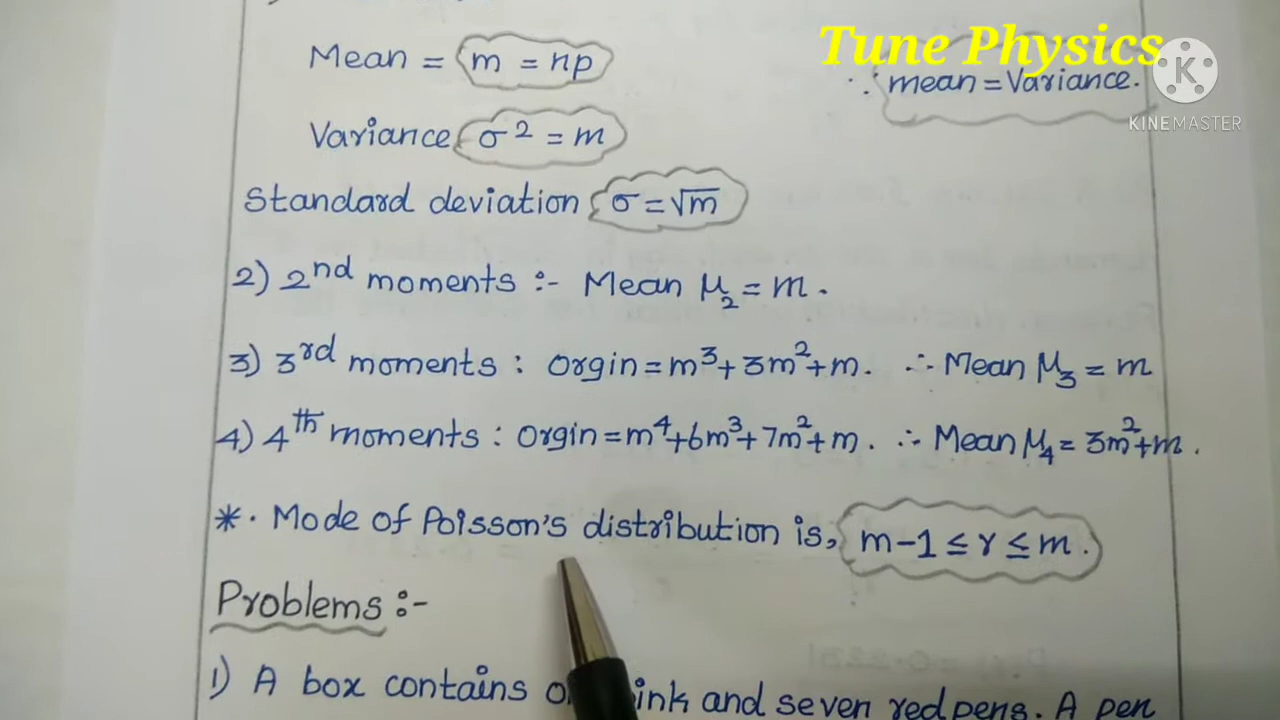 Tune Physics
Mean = m = np
∴ mean = Variance.
KINEMASTER
Variance σ² = m
Standard deviation σ = √m
2) 2nd moments :- Mean μ₂ = m.
3) 3rd moments : orgin = m³+3m²+m. ∴ Mean μ₃ = m
4) 4th moments : orgin = m⁴+6m³+7m²+m. ∴ Mean μ₄ = 3m²+m.
*. Mode of Poisson's distribution is, m-1 ≤ r ≤ m.
Problems :-
1) A box contains and seven red pens. A pen